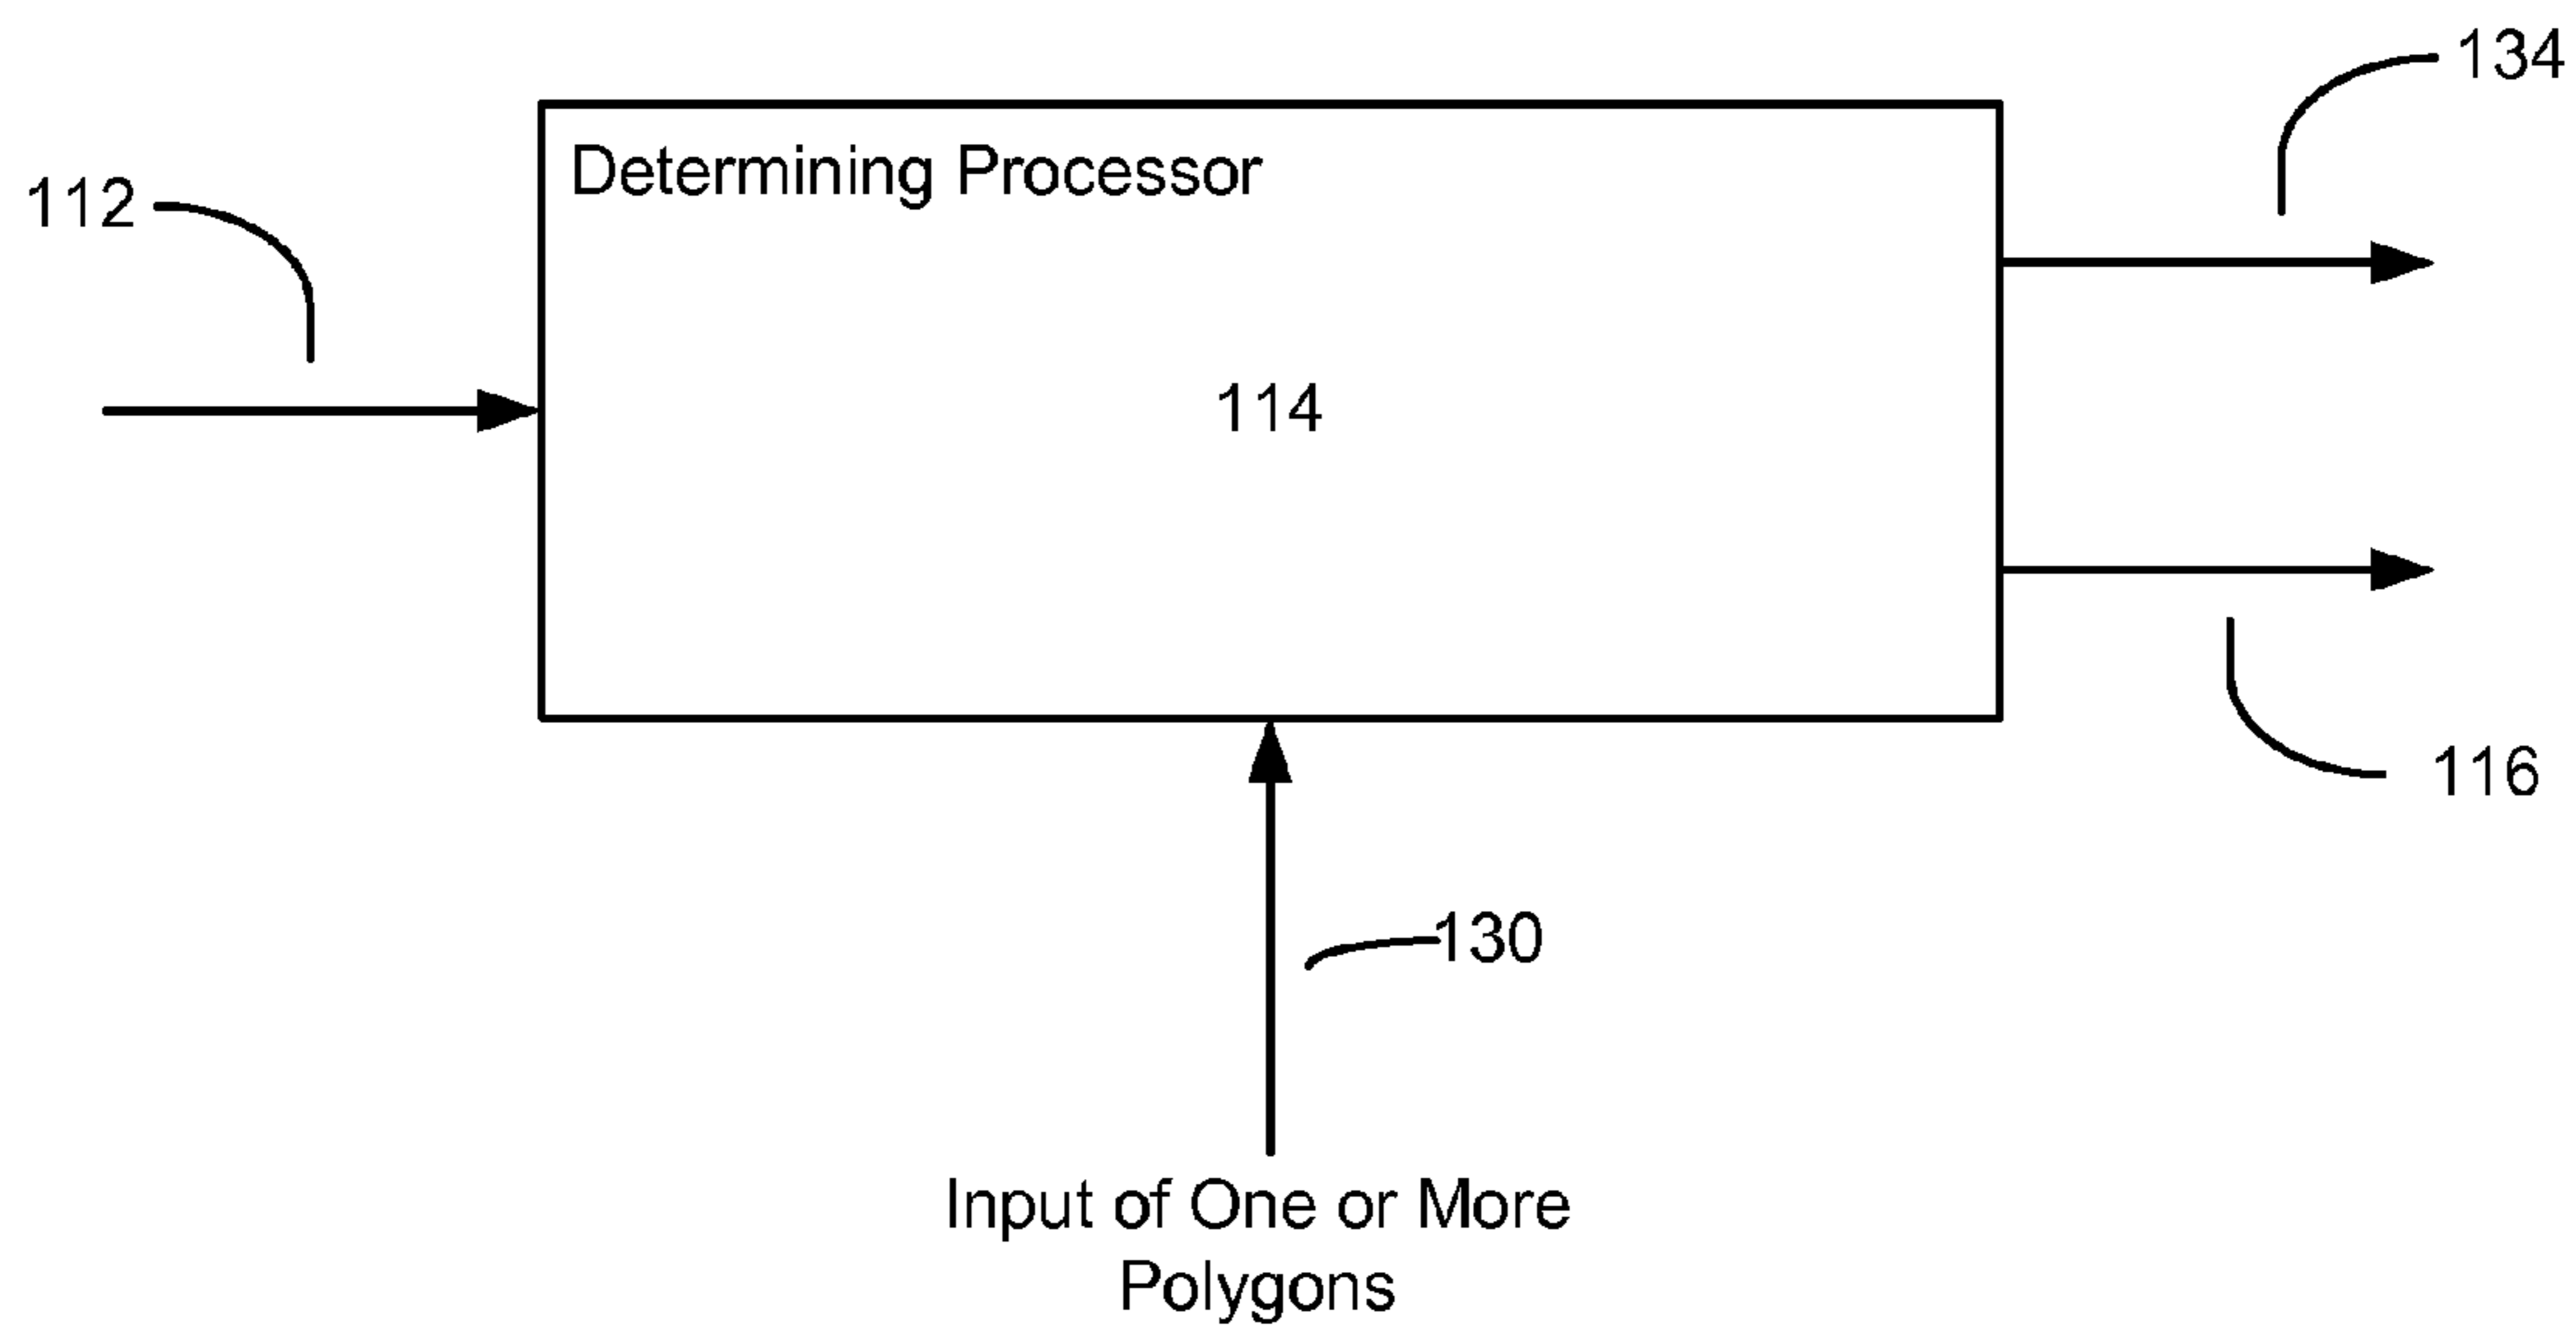 134
Determining Processor
112
114
116
130
Input of One or More
Polygons